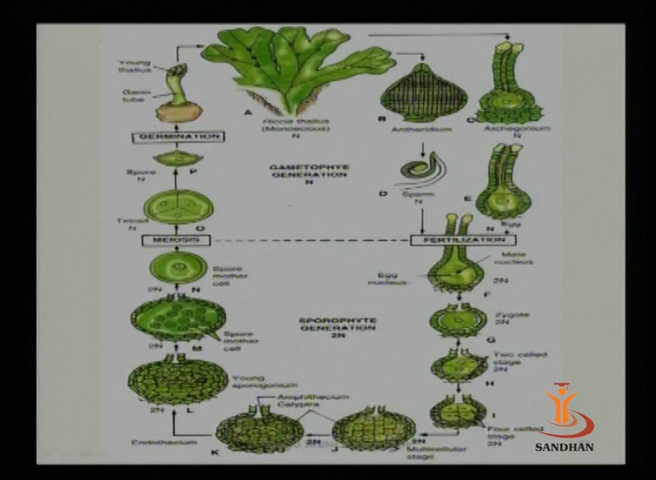 Young
thallus
Germ
tube
A
Riccia thallus
(Monoecious)
N
B
Antheridium
C
Archegonium
N
GERMINATION
Spore
N
P
GAMETOPHYE
GENERATION
N
D
Sperm
N
E
Egg
N
Tetrad
N
O
MEIOSIS
FERTILIZATION
Male
nucleus
Egg
nucleus
2N
F
Spore
mother
cell
2N
N
SPOROPHYTE
GENERATION
2N
Zygote
2N
G
Spore
mother
cell
2N
M
Two celled
stage
2N
H
Young
sporogonium
2N
L
Amphithecium
Calyptra
I
Four celled
stage
2N
Endothecium
K
2N
J
2N
Multicellular
stage
SANDHAN